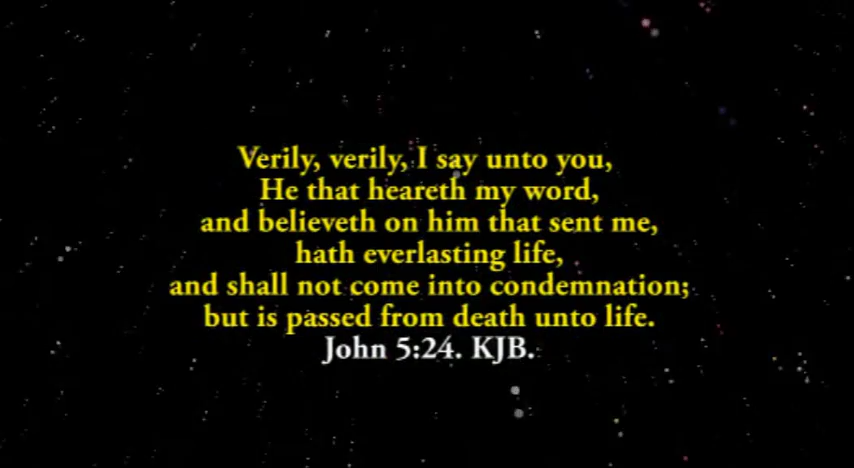 Verily, verily, I say unto you,
He that heareth my word,
and believeth on him that sent me,
hath everlasting life,
and shall not come into condemnation;
but is passed from death unto life.
John 5:24. KJB.